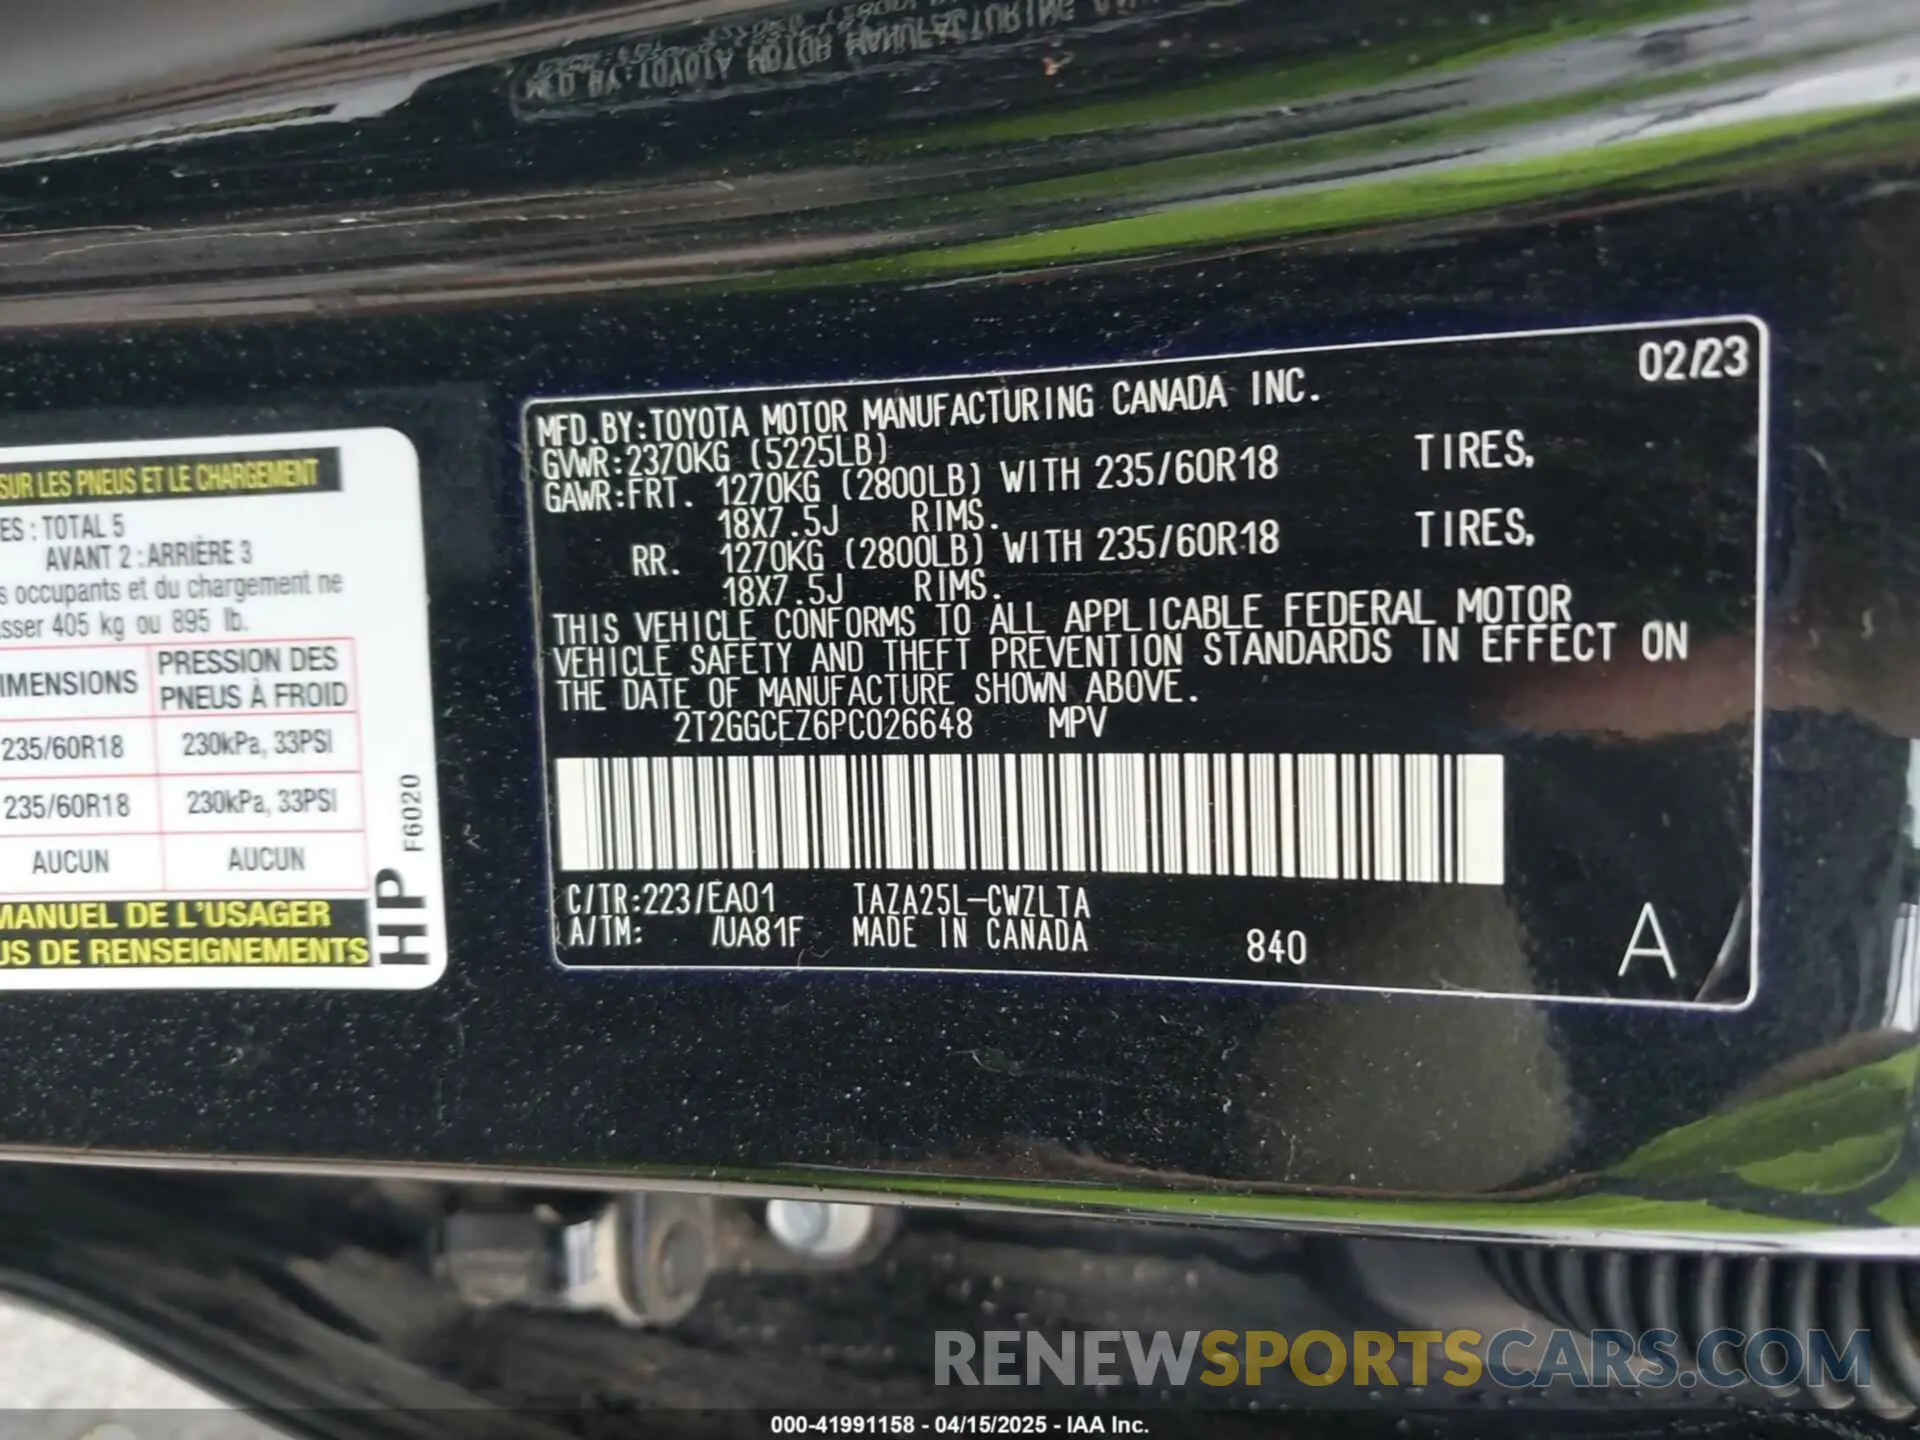 SUR LES PNEUS ET LE CHARGEMENT
ES : TOTAL 5
AVANT 2 : ARRIÈRE 3
s occupants et du chargement ne
sser 405 kg ou 895 lb.
IMENSIONS PRESSION DES PNEUS À FROID
235/60R18 230kPa, 33PSI
235/60R18 230kPa, 33PSI
AUCUN AUCUN
MANUEL DE L'USAGER
US DE RENSEIGNEMENTS
HP F6020
02/23
MFD.BY:TOYOTA MOTOR MANUFACTURING CANADA INC.
GVWR:2370KG (5225LB)
GAWR:FRT. 1270KG (2800LB) WITH 235/60R18 TIRES,
18X7.5J RIMS.
RR. 1270KG (2800LB) WITH 235/60R18 TIRES,
18X7.5J RIMS.
THIS VEHICLE CONFORMS TO ALL APPLICABLE FEDERAL MOTOR
VEHICLE SAFETY AND THEFT PREVENTION STANDARDS IN EFFECT ON
THE DATE OF MANUFACTURE SHOWN ABOVE.
2T2GGCEZ6PC026648 MPV
C/TR:223/EA01 TAZA25L-CWZLTA
A/TM: /UA81F MADE IN CANADA 840 A
RENEWSPORTSCARS.COM
000-41991158 - 04/15/2025 - IAA Inc.